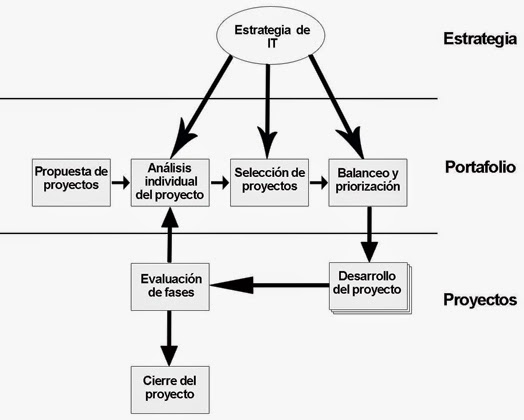 Estrategia de
IT
Estrategia
Propuesta de
proyectos
Análisis
individual
del proyecto
Selección de
proyectos
Balanceo y
priorización
Portafolio
Evaluación
de fases
Desarrollo
del proyecto
Proyectos
Cierre del
proyecto